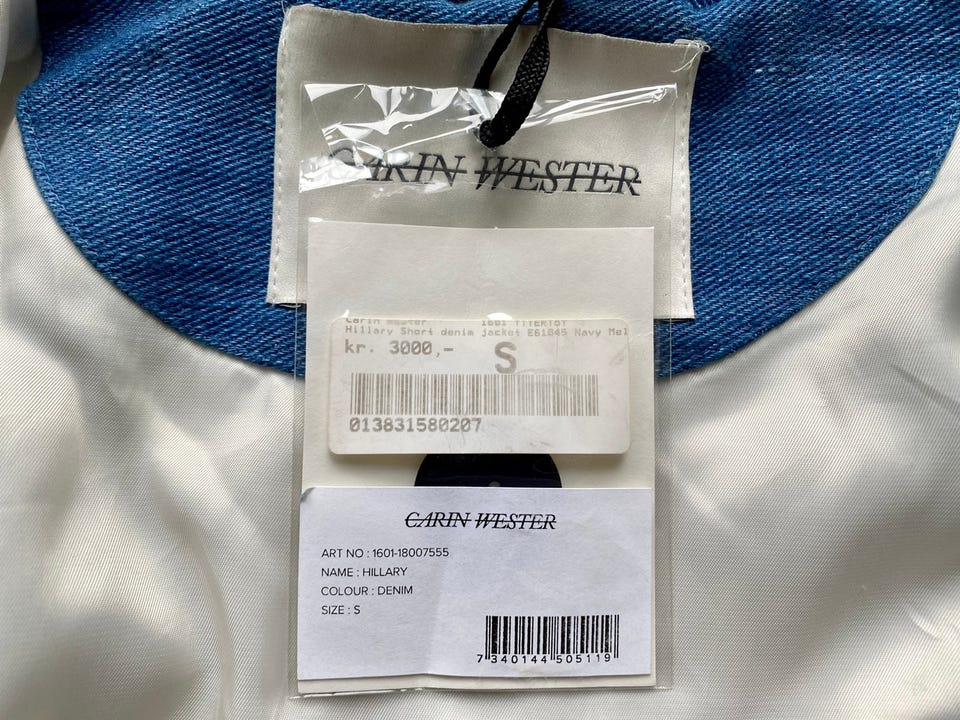 CARIN WESTER
Carin Wester 1601 YTTERTØY
Hillary Short denim jacket E61845 Navy Mel
kr. 3000,- S
013831580207
CARIN WESTER
ART NO : 1601-18007555
NAME : HILLARY
COLOUR : DENIM
SIZE : S
7 340144 505119